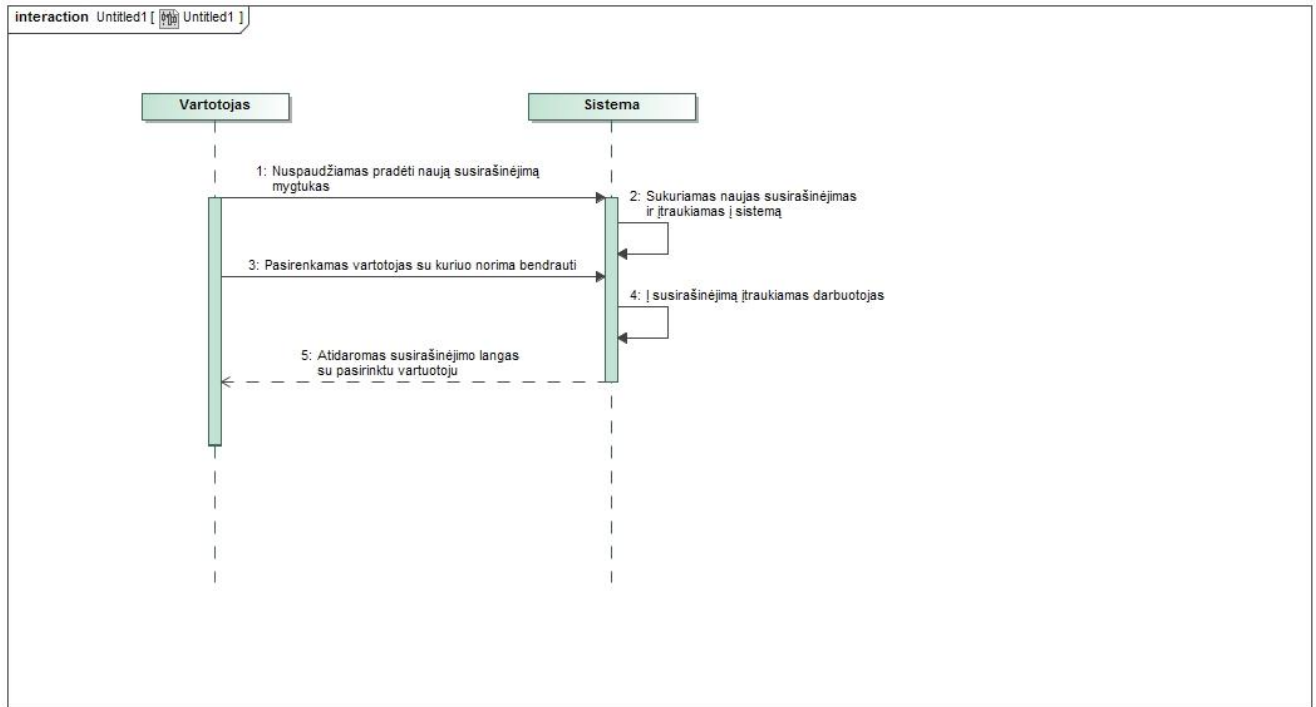 interaction Untitled1 [ Untitled1 ]
Vartotojas
Sistema
1: Nuspaudžiamas pradėti naują susirašinėjimą
mygtukas
2: Sukuriamas naujas susirašinėjimas
ir įtraukiamas į sistemą
3: Pasirenkamas vartotojas su kuriuo norima bendrauti
4: Į susirašinėjimą įtraukiamas darbuotojas
5: Atidaromas susirašinėjimo langas
su pasirinktu vartuotoju